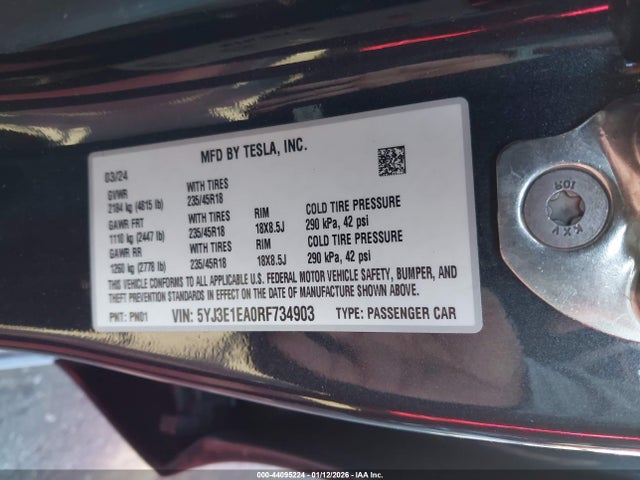 MFD BY TESLA, INC.
03/24
GVWR WITH TIRES
2184 kg (4815 lb) 235/45R18 RIM COLD TIRE PRESSURE
GAWR FRT WITH TIRES 18X8.5J 290 kPa, 42 psi
1110 kg (2447 lb) 235/45R18 RIM COLD TIRE PRESSURE
GAWR RR WITH TIRES 18X8.5J 290 kPa, 42 psi
1260 kg (2778 lb) 235/45R18
THIS VEHICLE CONFORMS TO ALL APPLICABLE U.S. FEDERAL MOTOR VEHICLE SAFETY, BUMPER, AND
THEFT PREVENTION STANDARDS IN EFFECT ON THE DATE OF MANUFACTURE SHOWN ABOVE.
PNT: PN01 VIN: 5YJ3E1EA0RF734903 TYPE: PASSENGER CAR
ROI
KXV
000-44095224 - 01/12/2026 - IAA Inc.